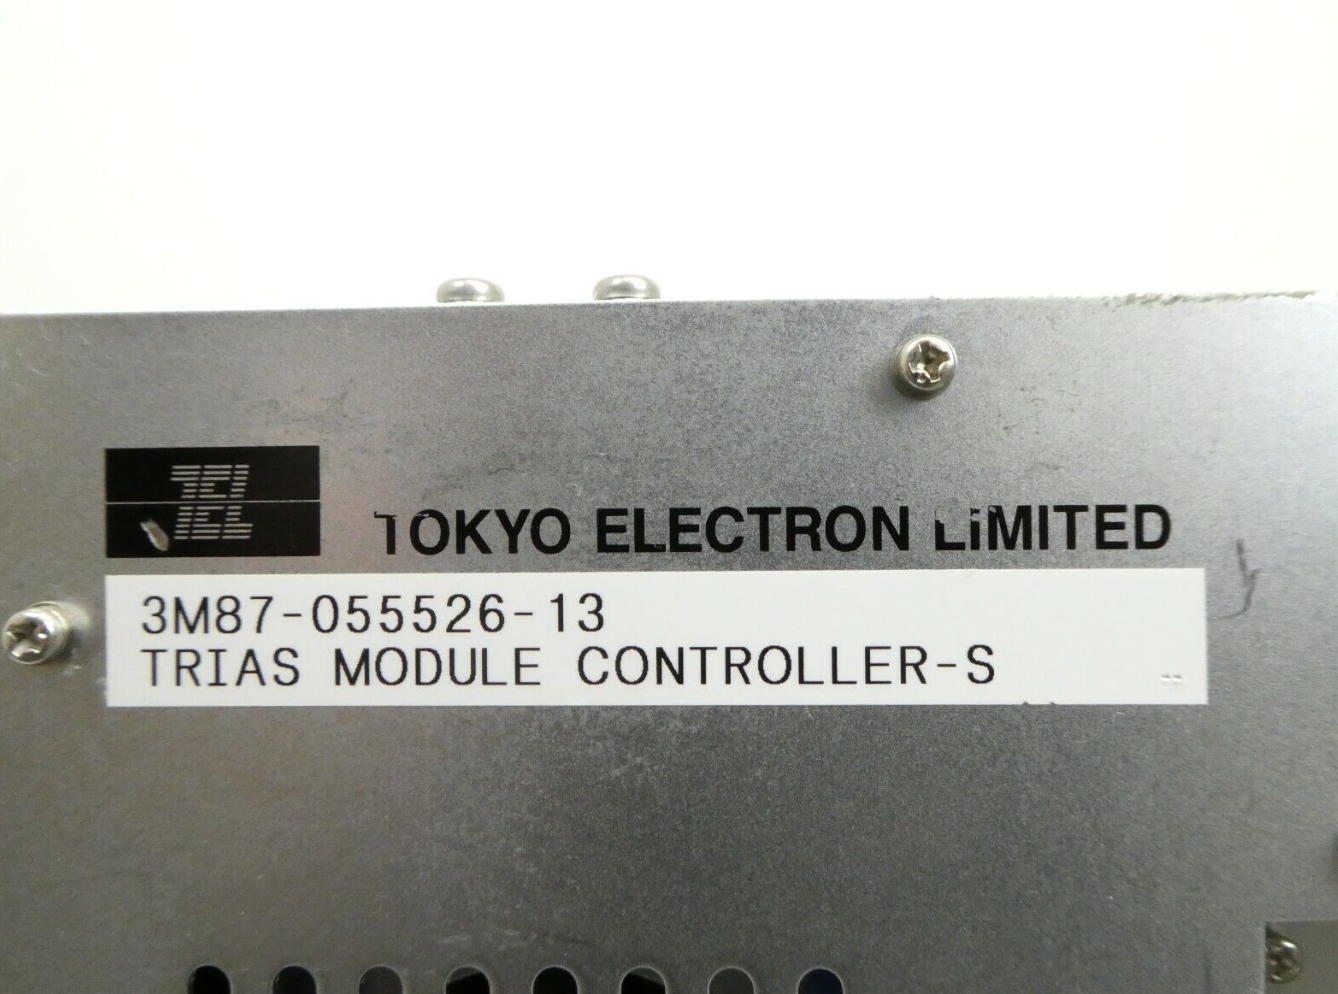 TEL
TOKYO ELECTRON LIMITED
3M87-055526-13
TRIAS MODULE CONTROLLER-S